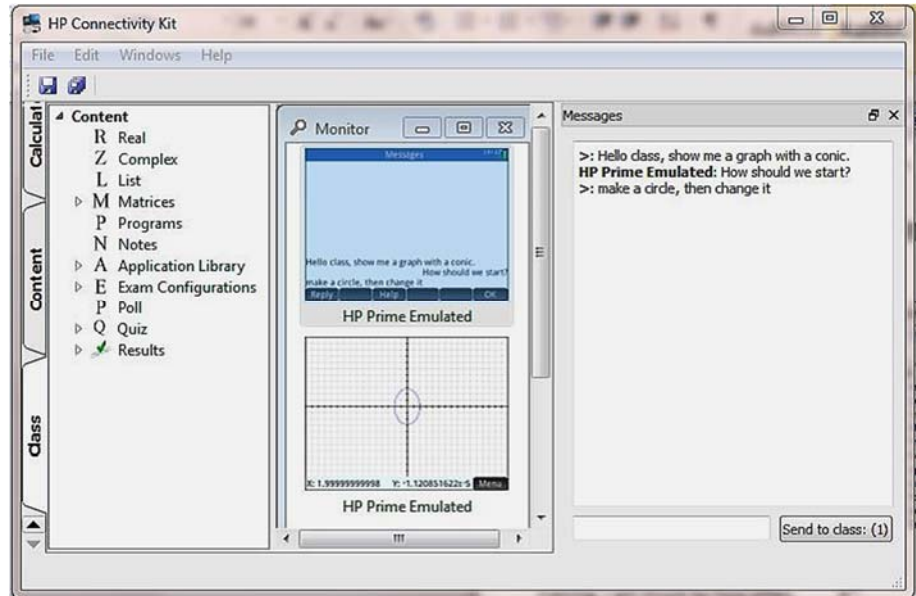 HP Connectivity Kit
File Edit Windows Help
Calculat
Content
Class
Content
R Real
Z Complex
L List
M Matrices
P Programs
N Notes
A Application Library
E Exam Configurations
P Poll
Q Quiz
Results
Monitor
Messages
Hello class, show me a graph with a conic.
How should we start?
make a circle, then change it
Reply Help OK
HP Prime Emulated
X: 1.99999999998 Y: -1.120851622E-5 Menu
HP Prime Emulated
Messages
>: Hello class, show me a graph with a conic.
HP Prime Emulated: How should we start?
>: make a circle, then change it
Send to class: (1)